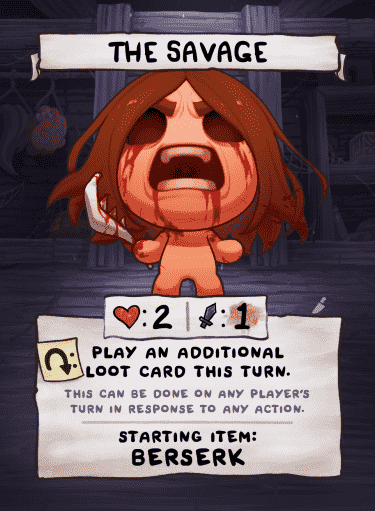 THE SAVAGE
: 2 | : 1
: PLAY AN ADDITIONAL
LOOT CARD THIS TURN.
THIS CAN BE DONE ON ANY PLAYER'S
TURN IN RESPONSE TO ANY ACTION.
STARTING ITEM:
BERSERK